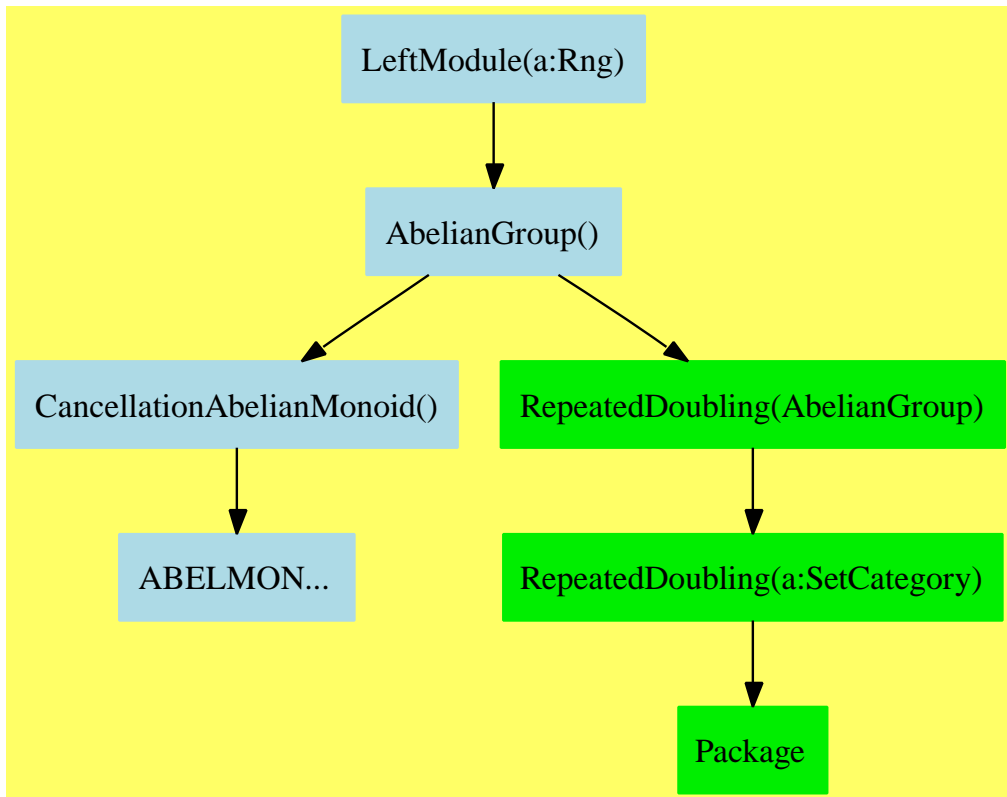 LeftModule(a:Rng)
AbelianGroup()
CancellationAbelianMonoid()
RepeatedDoubling(AbelianGroup)
ABELMON...
RepeatedDoubling(a:SetCategory)
Package